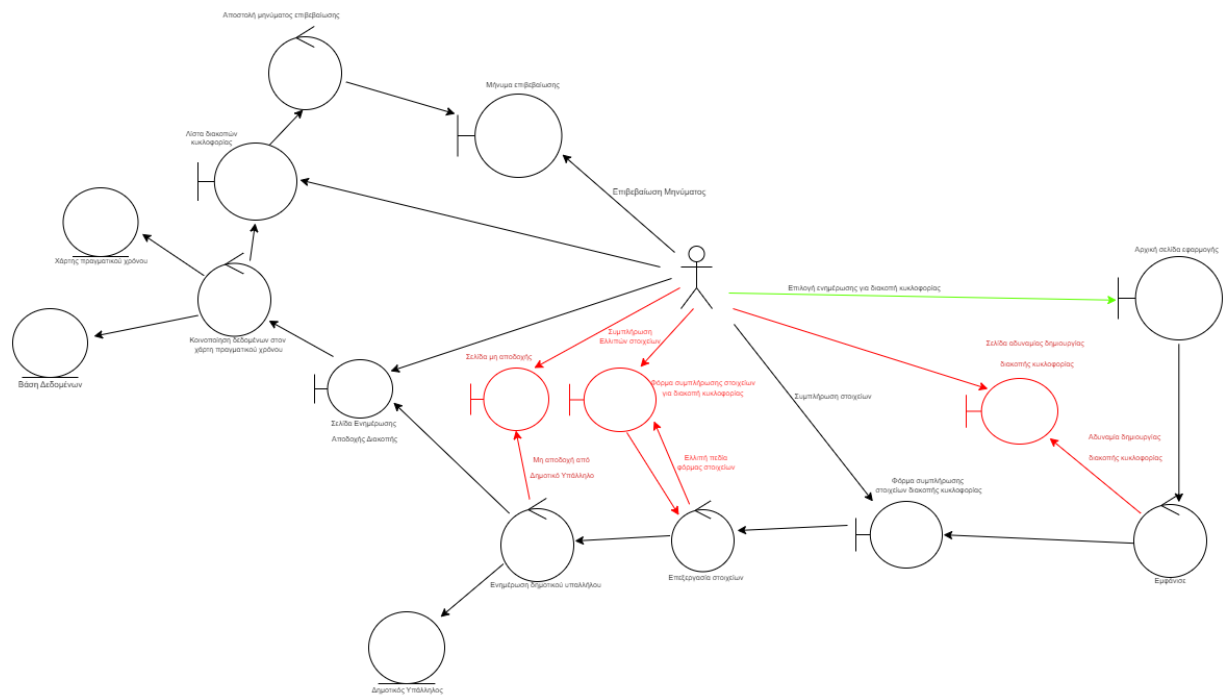 Αποστολή μηνύματος επιβεβαίωσης
Μήνυμα επιβεβαίωσης
Λίστα διακοπών
κυκλοφορίας
Επιβεβαίωση Μηνύματος
Χάρτης πραγματικού χρόνου
Αρχική σελίδα εφαρμογής
Επιλογή ενημέρωσης για διακοπή κυκλοφορίας
Κοινοποίηση δεδομένων στον
χάρτη πραγματικού χρόνου
Βάση Δεδομένων
Συμπλήρωση
Ελλιπών στοιχείων
Σελίδα μη αποδοχής
Φόρμα συμπλήρωσης στοιχείων
για διακοπή κυκλοφορίας
Σελίδα αδυναμίας δημιουργίας
διακοπής κυκλοφορίας
Συμπλήρωση στοιχείων
Σελίδα Ενημέρωσης
Αποδοχής Διακοπής
Μη αποδοχή από
Δημοτικό Υπάλληλο
Ελλιπή πεδία
φόρμας στοιχείων
Αδυναμία δημιουργίας
διακοπής κυκλοφορίας
Φόρμα συμπλήρωσης
στοιχείων διακοπής κυκλοφορίας
Ενημέρωση δημοτικού υπαλλήλου
Επεξεργασία στοιχείων
Εμφάνισε
Δημοτικός Υπάλληλος